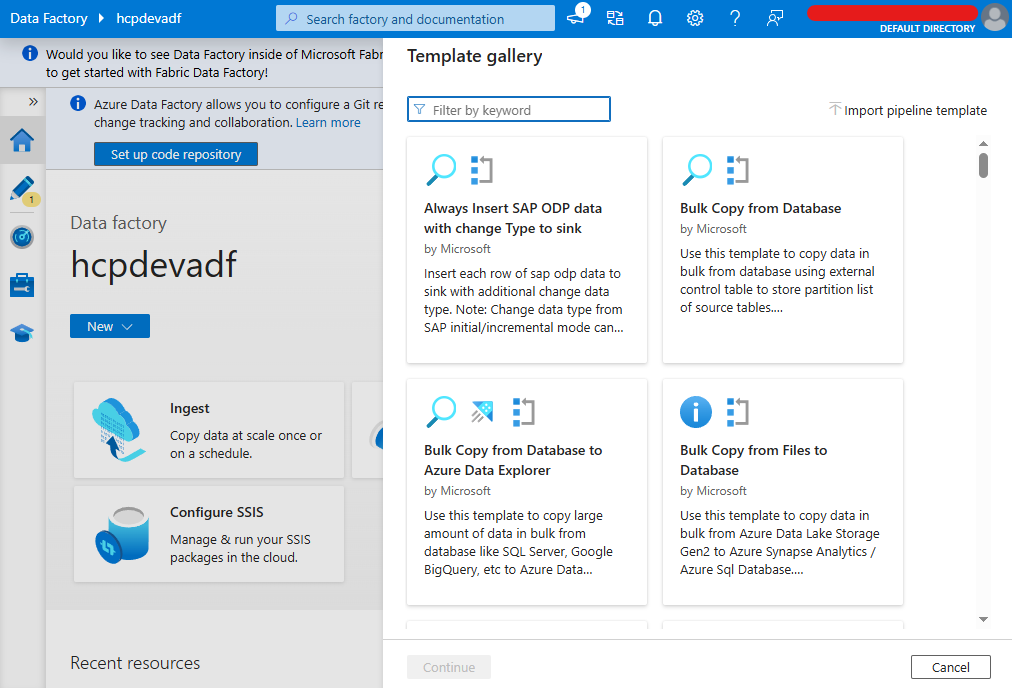 Data Factory
hcpdevadf
Search factory and documentation
1
DEFAULT DIRECTORY
Would you like to see Data Factory inside of Microsoft Fabr
to get started with Fabric Data Factory!
Azure Data Factory allows you to configure a Git re
change tracking and collaboration. Learn more
Set up code repository
1
Data factory
hcpdevadf
New
Ingest
Copy data at scale once or
on a schedule.
Configure SSIS
Manage & run your SSIS
packages in the cloud.
Recent resources
Template gallery
Filter by keyword
Import pipeline template
Always Insert SAP ODP data
with change Type to sink
by Microsoft
Insert each row of sap odp data to
sink with additional change data
type. Note: Change data type from
SAP initial/incremental mode can...
Bulk Copy from Database
by Microsoft
Use this template to copy data in
bulk from database using external
control table to store partition list
of source tables....
Bulk Copy from Database to
Azure Data Explorer
by Microsoft
Use this template to copy large
amount of data in bulk from
database like SQL Server, Google
BigQuery, etc to Azure Data...
Bulk Copy from Files to
Database
by Microsoft
Use this template to copy data in
bulk from Azure Data Lake Storage
Gen2 to Azure Synapse Analytics /
Azure Sql Database....
Continue
Cancel